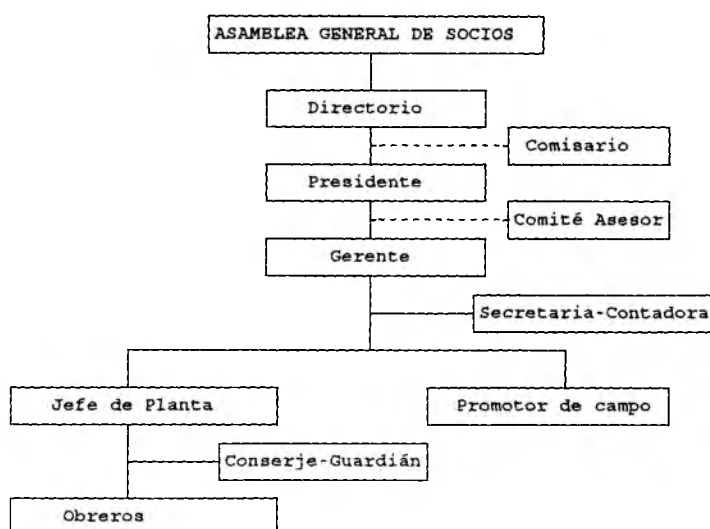 ASAMBLEA GENERAL DE SOCIOS
Directorio
Comisario
Presidente
Comité Asesor
Gerente
Secretaria-Contadora
Jefe de Planta
Promotor de campo
Conserje-Guardián
Obreros